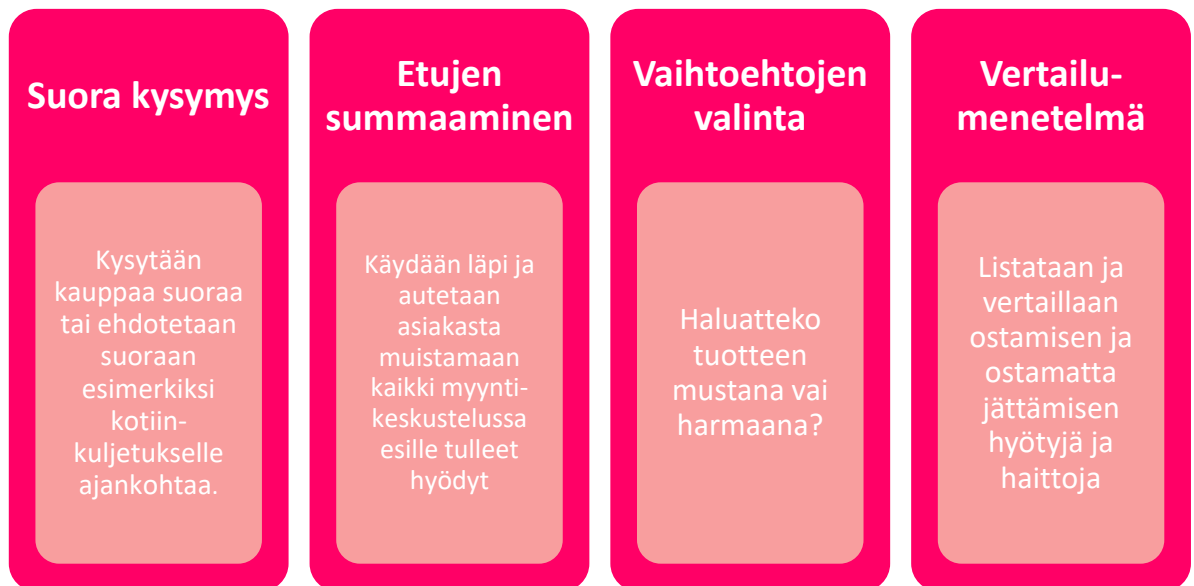 Suora kysymys
Kysytään
kauppaa suoraa
tai ehdotetaan
suoraan
esimerkiksi
kotiin-
kuljetukselle
ajankohtaa.
Etujen
summaaminen
Käydään läpi ja
autetaan
asiakasta
muistamaan
kaikki myynti-
keskustelussa
esille tulleet
hyödyt
Vaihtoehtojen
valinta
Haluatteko
tuotteen
mustana vai
harmaana?
Vertailu-
menetelmä
Listataan ja
vertaillaan
ostamisen ja
ostamatta
jättämisen
hyötyjä ja
haittoja